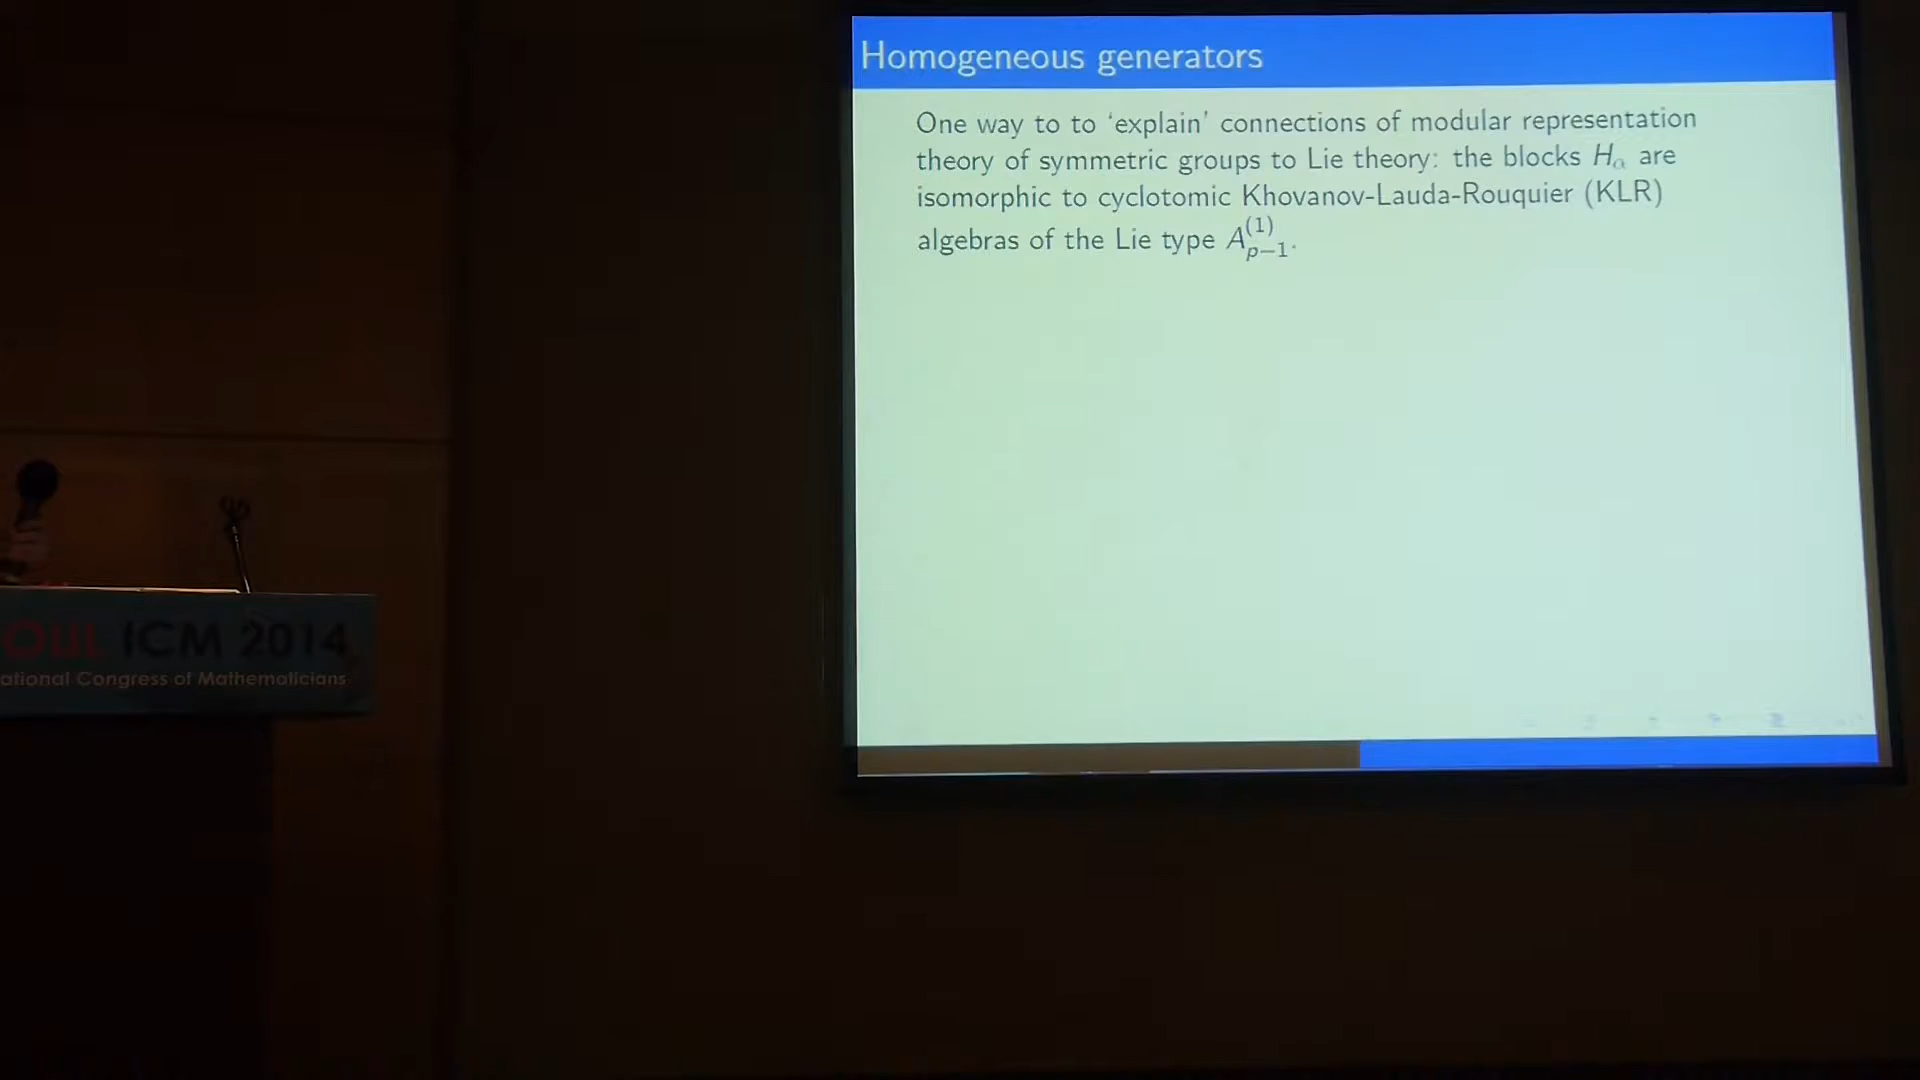 Homogeneous generators
One way to to ‘explain’ connections of modular representation
theory of symmetric groups to Lie theory: the blocks H_α are
isomorphic to cyclotomic Khovanov-Lauda-Rouquier (KLR)
algebras of the Lie type A_{p−1}^{(1)}.
OUL ICM 2014
ational Congress of Mathematicians